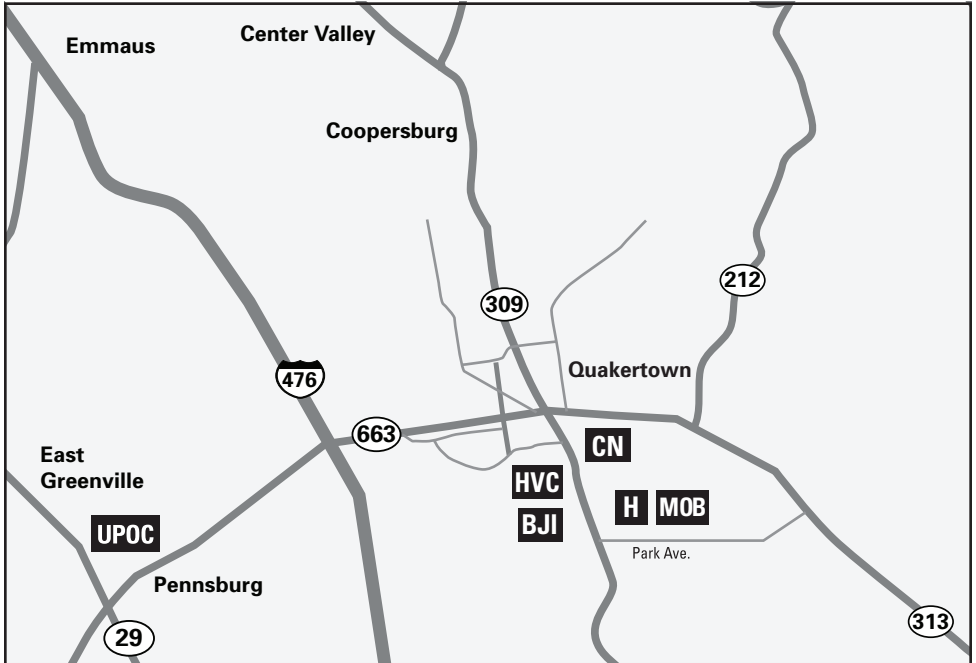 Center Valley
Emmaus
Coopersburg
212
309
Quakertown
476
663
CN
East
Greenville
HVC
H
MOB
BJI
UPOC
Park Ave.
Pennsburg
313
29